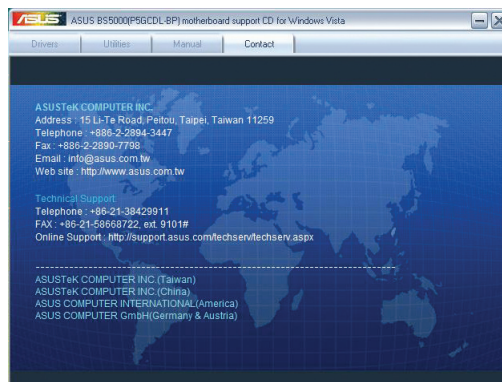 ASUS ASUS BS5000(P5GCDL-BP) motherboard support CD for Windows Vista
Drivers Utilities Manual Contact
ASUSTeK COMPUTER INC.
Address : 15 Li-Te Road, Peitou, Taipei, Taiwan 11259
Telephone : +886-2-2894-3447
Fax : +886-2-2890-7798
Email : info@asus.com.tw
Web site : http://www.asus.com.tw
Technical Support:
Telephone : +86-21-38429911
FAX : +86-21-58668722, ext. 9101#
Online Support : http://support.asus.com/techserv/techserv.aspx
ASUSTeK COMPUTER INC.(Taiwan)
ASUSTeK COMPUTER INC.(China)
ASUS COMPUTER INTERNATIONAL(America)
ASUS COMPUTER GmbH(Germany & Austria)